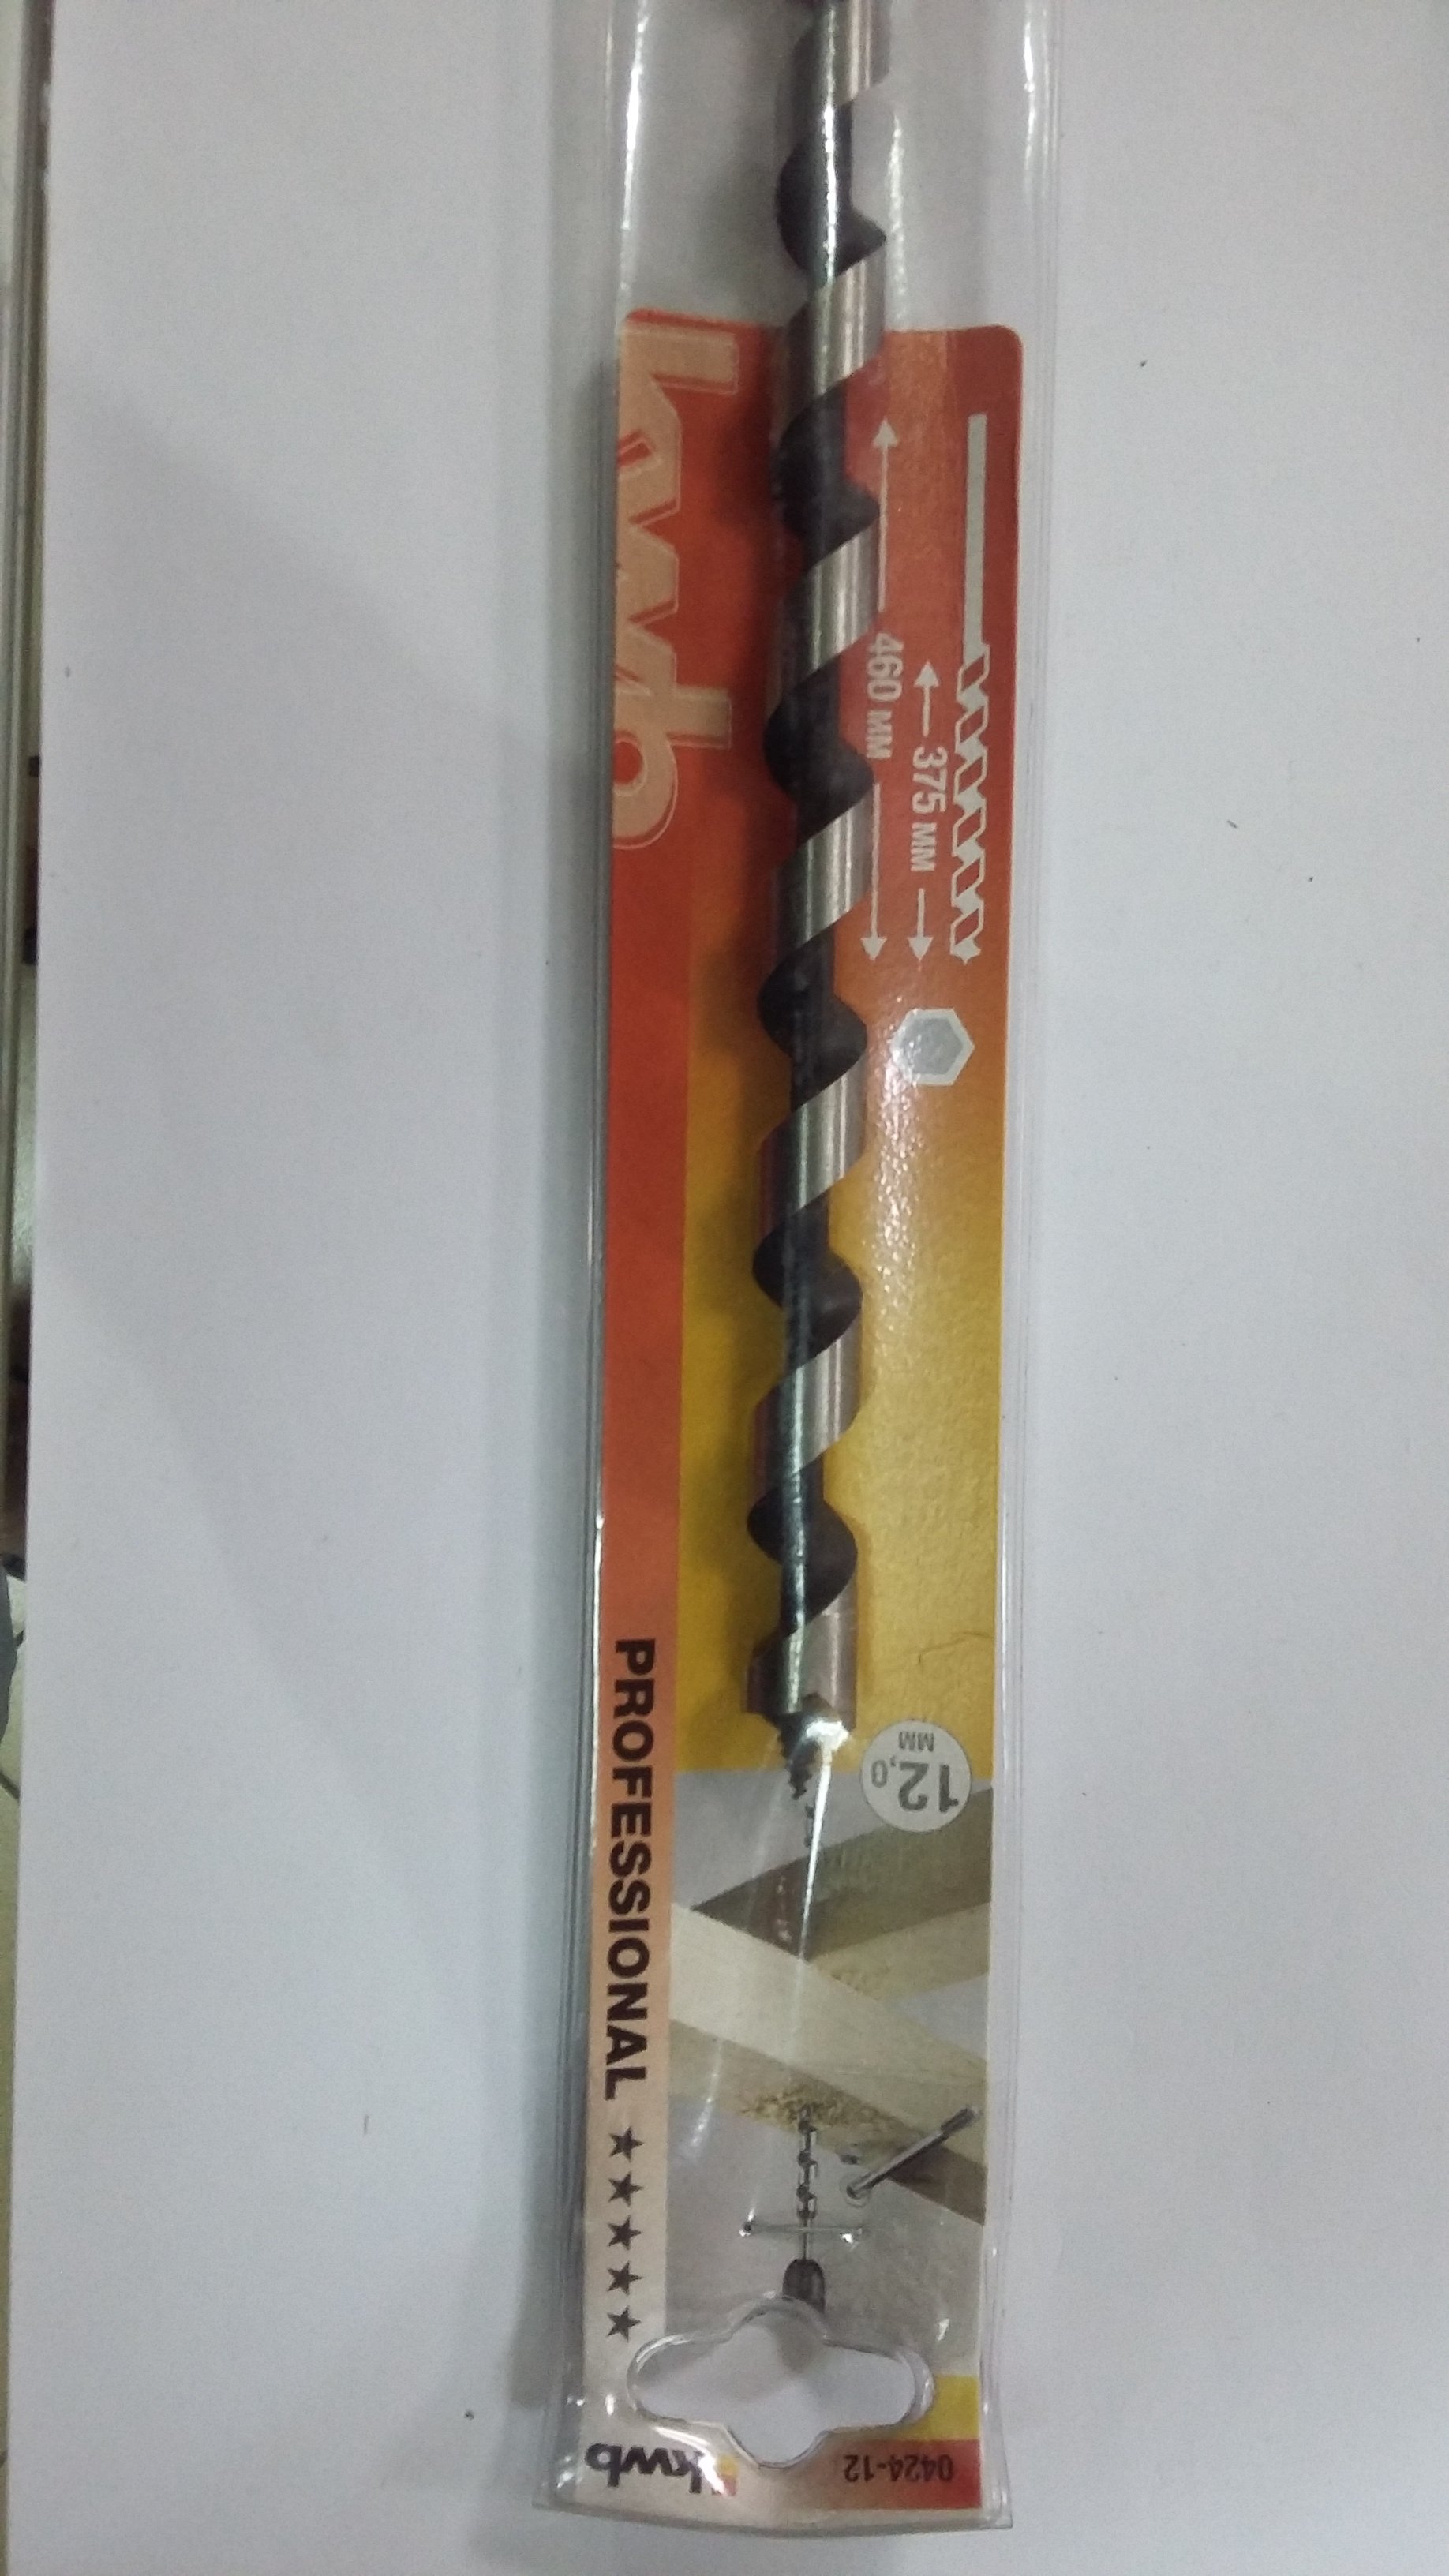 kwb
0424-12
PROFESSIONAL ★★★★★
12,0
MM
460 MM
375 MM
kwb